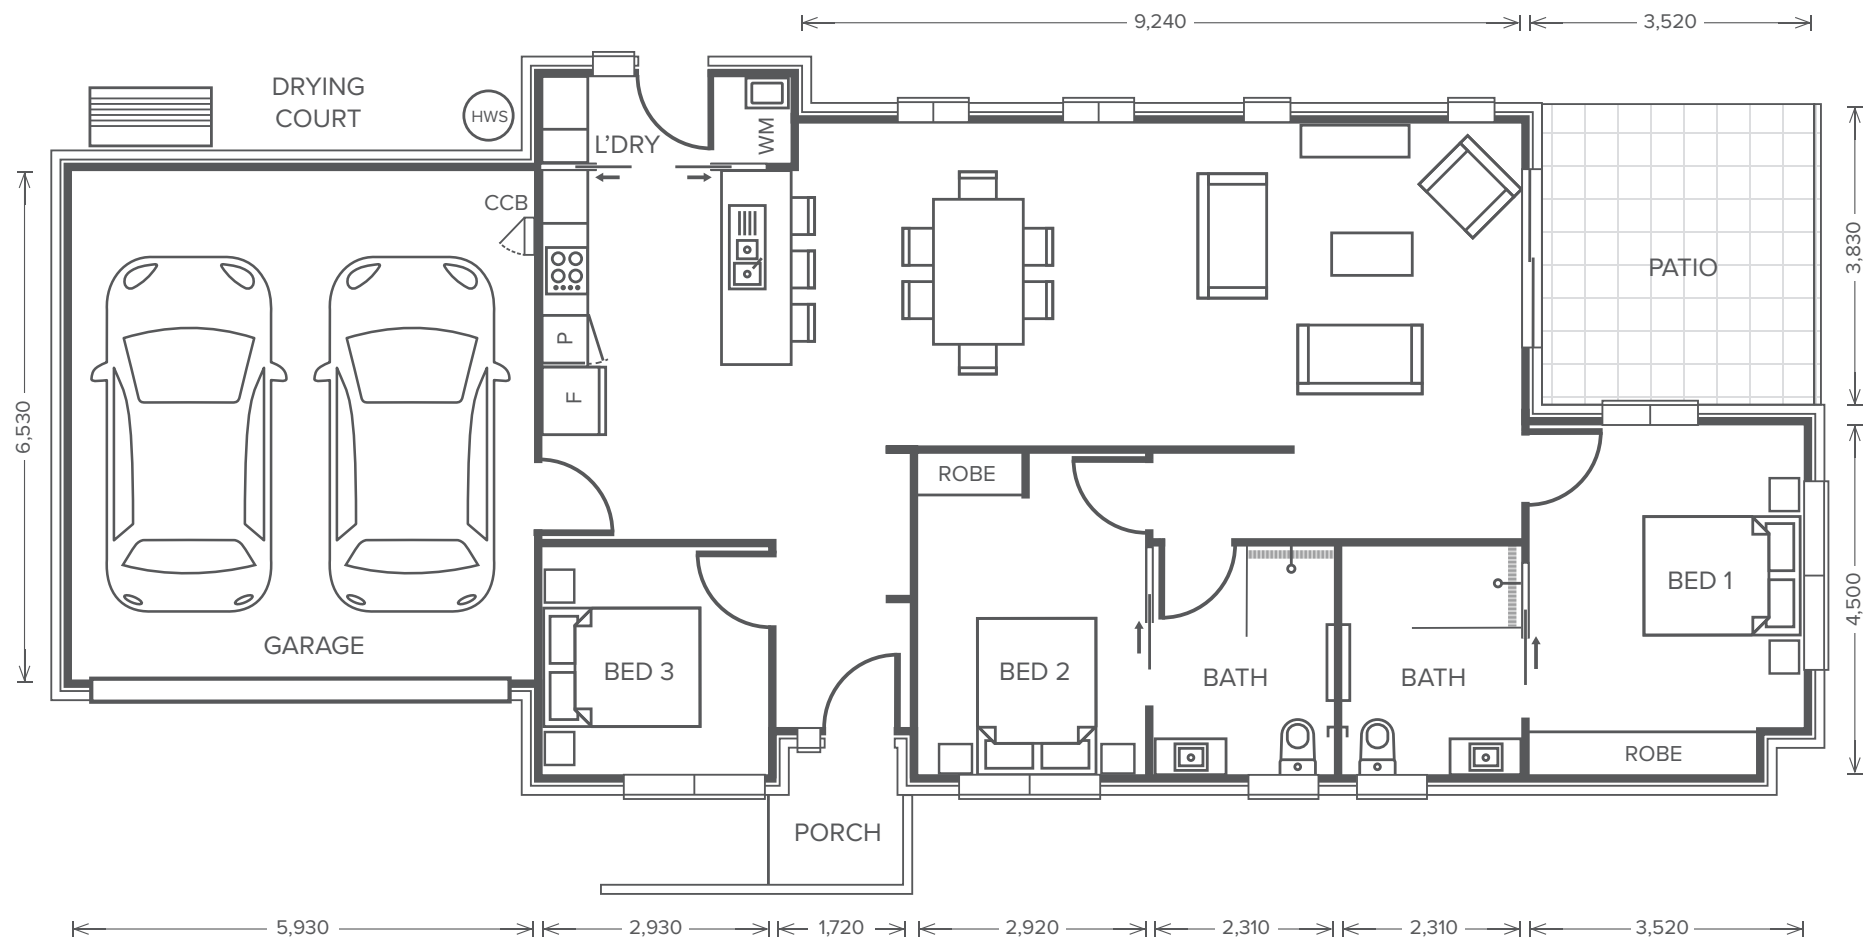 9,240
3,520
DRYING
COURT
HWS
L'DRY
WM
CCB
6,530
P
F
PATIO
3,830
ROBE
GARAGE
BED 3
BED 2
BATH
BATH
BED 1
4,500
ROBE
PORCH
5,930
2,930
1,720
2,920
2,310
2,310
3,520